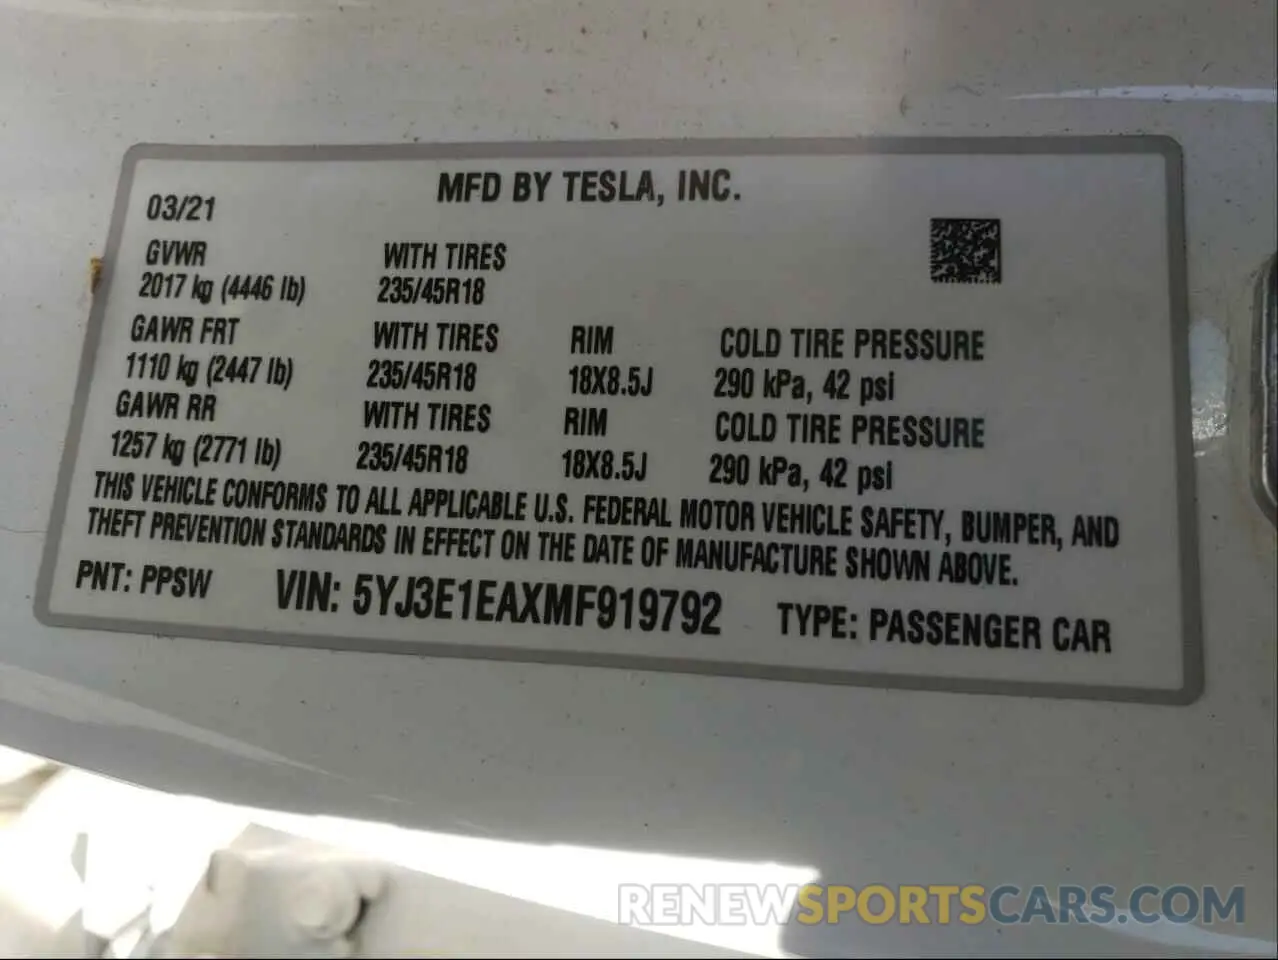 MFD BY TESLA, INC.
03/21
GVWR WITH TIRES
2017 kg (4446 lb) 235/45R18
GAWR FRT WITH TIRES RIM COLD TIRE PRESSURE
1110 kg (2447 lb) 235/45R18 18X8.5J 290 kPa, 42 psi
GAWR RR WITH TIRES RIM COLD TIRE PRESSURE
1257 kg (2771 lb) 235/45R18 18X8.5J 290 kPa, 42 psi
THIS VEHICLE CONFORMS TO ALL APPLICABLE U.S. FEDERAL MOTOR VEHICLE SAFETY, BUMPER, AND
THEFT PREVENTION STANDARDS IN EFFECT ON THE DATE OF MANUFACTURE SHOWN ABOVE.
PNT: PPSW VIN: 5YJ3E1EAXMF919792 TYPE: PASSENGER CAR
RENEWSPORTSCARS.COM